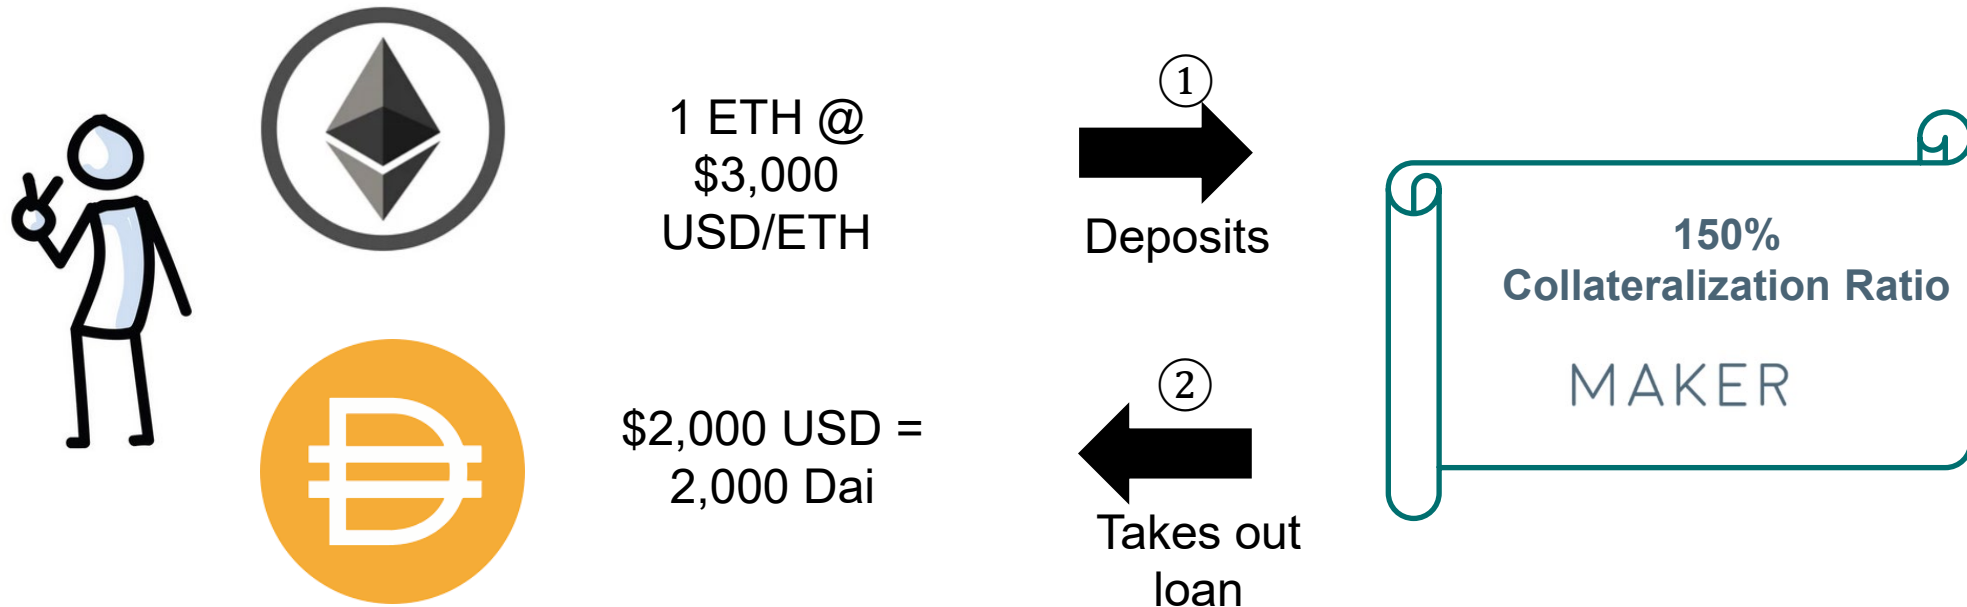 1 ETH @
$3,000
USD/ETH
①
Deposits
150%
Collateralization Ratio
MAKER
$2,000 USD =
2,000 Dai
②
Takes out
loan